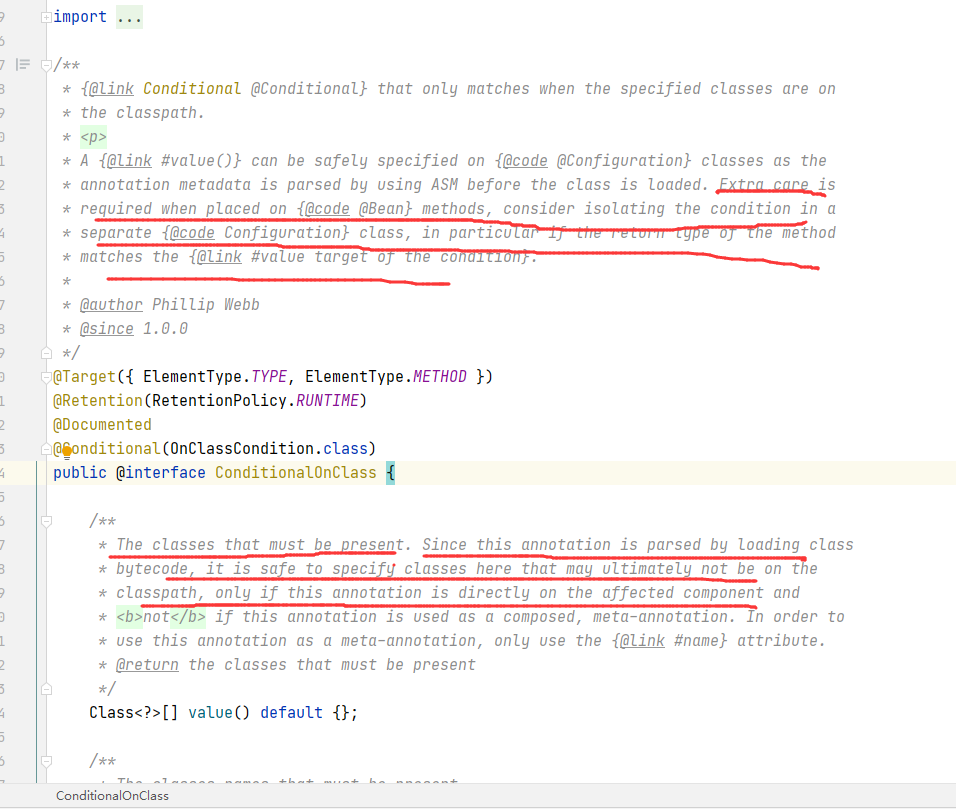 import ...
/**
* {@link Conditional @Conditional} that only matches when the specified classes are on
* the classpath.
* <p>
* A {@link #value()} can be safely specified on {@code @Configuration} classes as the
* annotation metadata is parsed by using ASM before the class is loaded. Extra care is
* required when placed on {@code @Bean} methods, consider isolating the condition in a
* separate {@code Configuration} class, in particular if the return type of the method
* matches the {@link #value target of the condition}.
*
* @author Phillip Webb
* @since 1.0.0
*/
@Target({ ElementType.TYPE, ElementType.METHOD })
@Retention(RetentionPolicy.RUNTIME)
@Documented
@Conditional(OnClassCondition.class)
public @interface ConditionalOnClass {
/**
* The classes that must be present. Since this annotation is parsed by loading class
* bytecode, it is safe to specify classes here that may ultimately not be on the
* classpath, only if this annotation is directly on the affected component and
* <b>not</b> if this annotation is used as a composed, meta-annotation. In order to
* use this annotation as a meta-annotation, only use the {@link #name} attribute.
* @return the classes that must be present
*/
Class<?>[] value() default {};
/**
* The classes names that must be present.
ConditionalOnClass